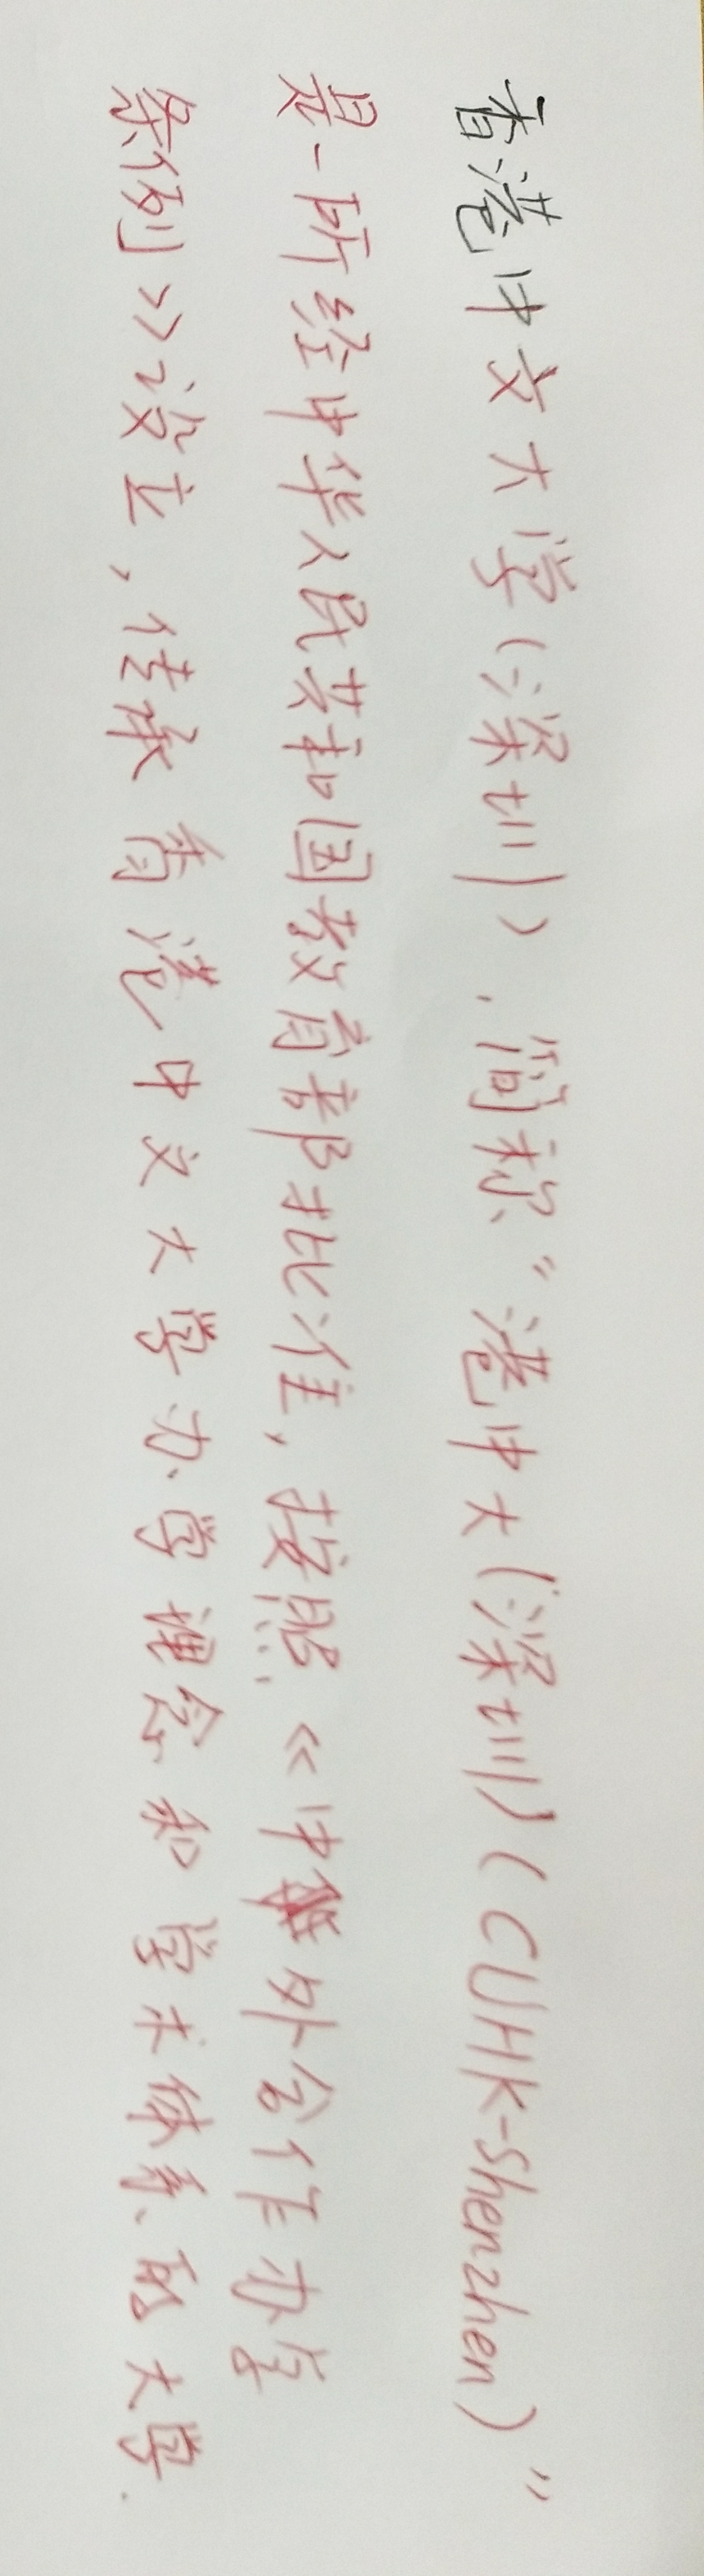 香港中文大学(深圳),简称“港中大(深圳)(CUHK-Shenzhen)”
是一所经中华人民共和国教育部批准,按照《中外合作办学
条例》设立,传承香港中文大学办学理念和学术体系的大学.